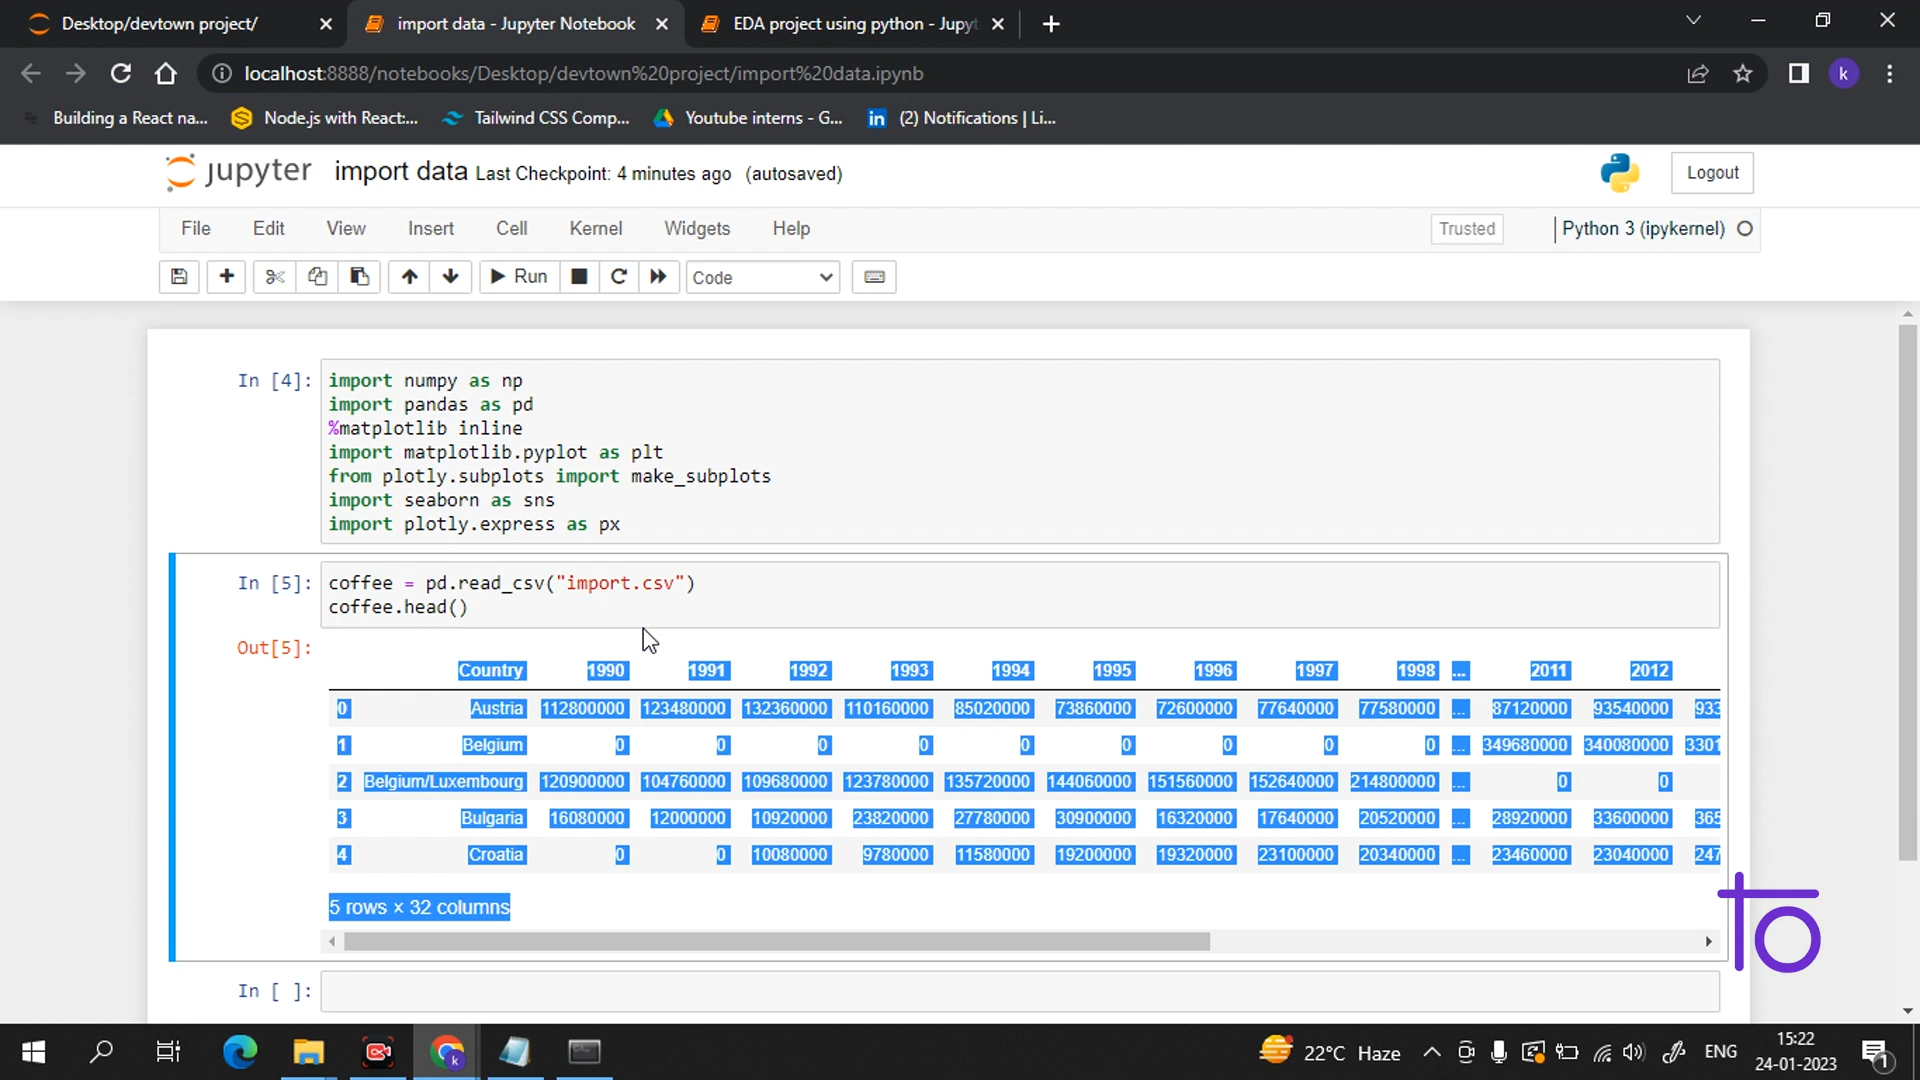 Desktop/devtown project/
import data - Jupyter Notebook
EDA project using python - Jupyt
localhost:8888/notebooks/Desktop/devtown%20project/import%20data.ipynb
k
Building a React na...
Node.js with React:...
Tailwind CSS Comp...
Youtube interns - G...
(2) Notifications | Li...
jupyter import data Last Checkpoint: 4 minutes ago (autosaved)
Logout
File Edit View Insert Cell Kernel Widgets Help
Trusted
Python 3 (ipykernel)
Run
Code
In [4]:
import numpy as np
import pandas as pd
%matplotlib inline
import matplotlib.pyplot as plt
from plotly.subplots import make_subplots
import seaborn as sns
import plotly.express as px
In [5]:
coffee = pd.read_csv("import.csv")
coffee.head()
Out[5]:
Country 1990 1991 1992 1993 1994 1995 1996 1997 1998 ... 2011 2012
0 Austria 112800000 123480000 132360000 110160000 85020000 73860000 72600000 77640000 77580000 ... 87120000 93540000 933
1 Belgium 0 0 0 0 0 0 0 0 0 ... 349680000 340080000 3301
2 Belgium/Luxembourg 120900000 104760000 109680000 123780000 135720000 144060000 151560000 152640000 214800000 ... 0 0
3 Bulgaria 16080000 12000000 10920000 23820000 27780000 30900000 16320000 17640000 20520000 ... 28920000 33600000 365
4 Croatia 0 0 10080000 9780000 11580000 19200000 19320000 23100000 20340000 ... 23460000 23040000 247
5 rows × 32 columns
In [ ]:
22°C Haze
ENG
15:22
24-01-2023
1